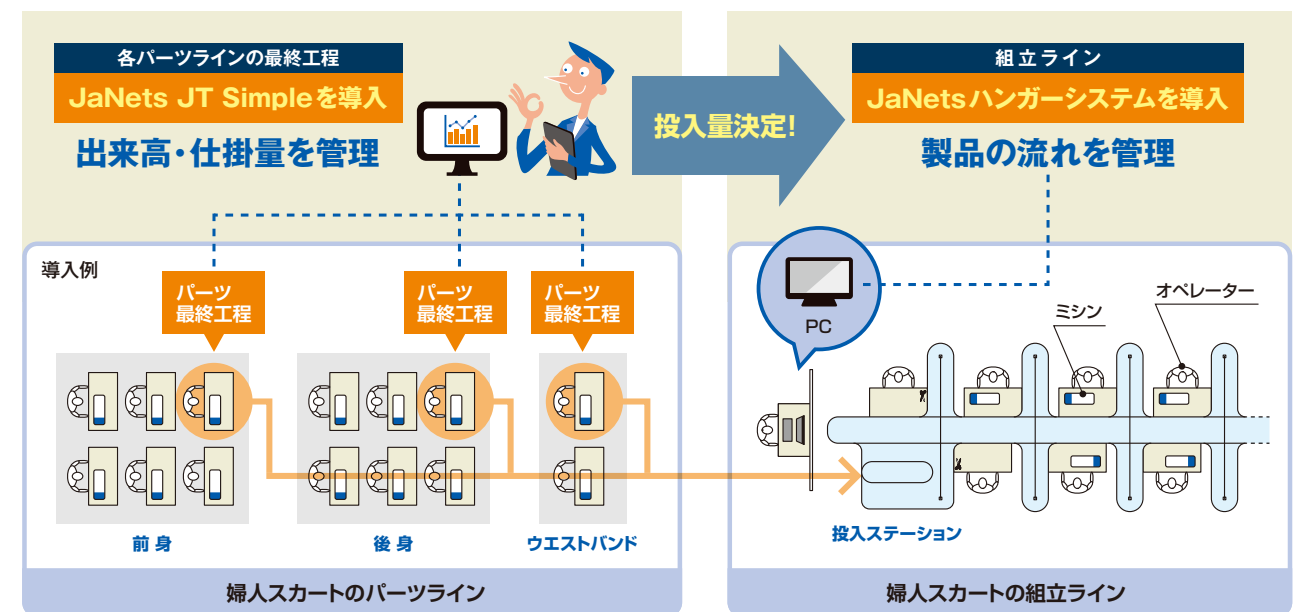 各パーツラインの最終工程
JaNets JT Simpleを導入
出来高・仕掛量を管理
投入量決定!
組立ライン
JaNetsハンガーシステムを導入
製品の流れを管理
導入例
パーツ
最終工程
パーツ
最終工程
パーツ
最終工程
前身
後身
ウエストバンド
婦人スカートのパーツライン
PC
ミシン
オペレーター
投入ステーション
婦人スカートの組立ライン